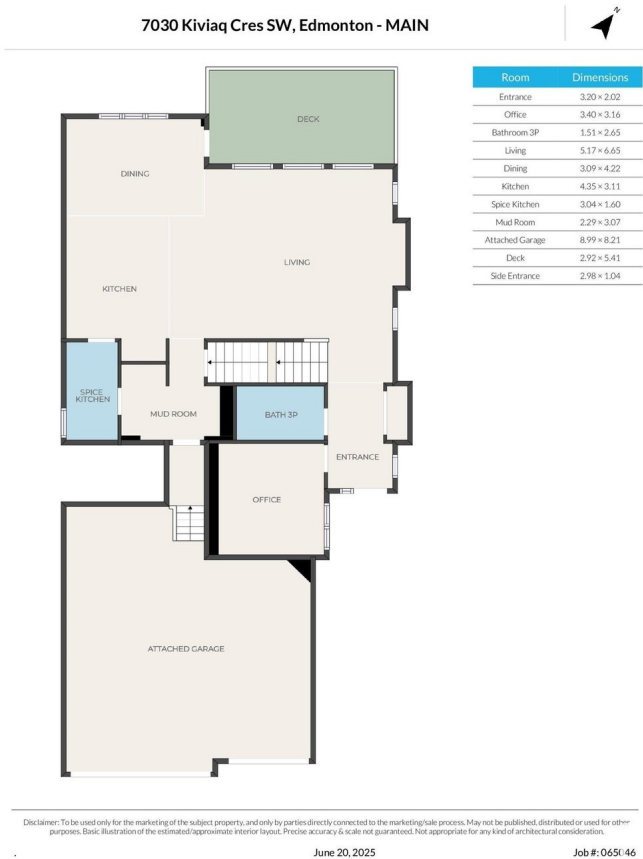 7030 Kiviaq Cres SW, Edmonton - MAIN
N
Room Dimensions
Entrance 3.20 × 2.02
Office 3.40 × 3.16
Bathroom 3P 1.51 × 2.65
Living 5.17 × 6.65
Dining 3.09 × 4.22
Kitchen 4.35 × 3.11
Spice Kitchen 3.04 × 1.60
Mud Room 2.29 × 3.07
Attached Garage 8.99 × 8.21
Deck 2.92 × 5.41
Side Entrance 2.98 × 1.04
DECK
DINING
LIVING
KITCHEN
SPICE
KITCHEN
MUD ROOM
BATH 3P
ENTRANCE
OFFICE
ATTACHED GARAGE
Disclaimer: To be used only for the marketing of the subject property, and only by parties directly connected to the marketing/sale process. May not be published, distributed or used for other
purposes. Basic illustration of the estimated/approximate interior layout. Precise accuracy & scale not guaranteed. Not appropriate for any kind of architectural consideration.
.
June 20, 2025
Job #: 065046